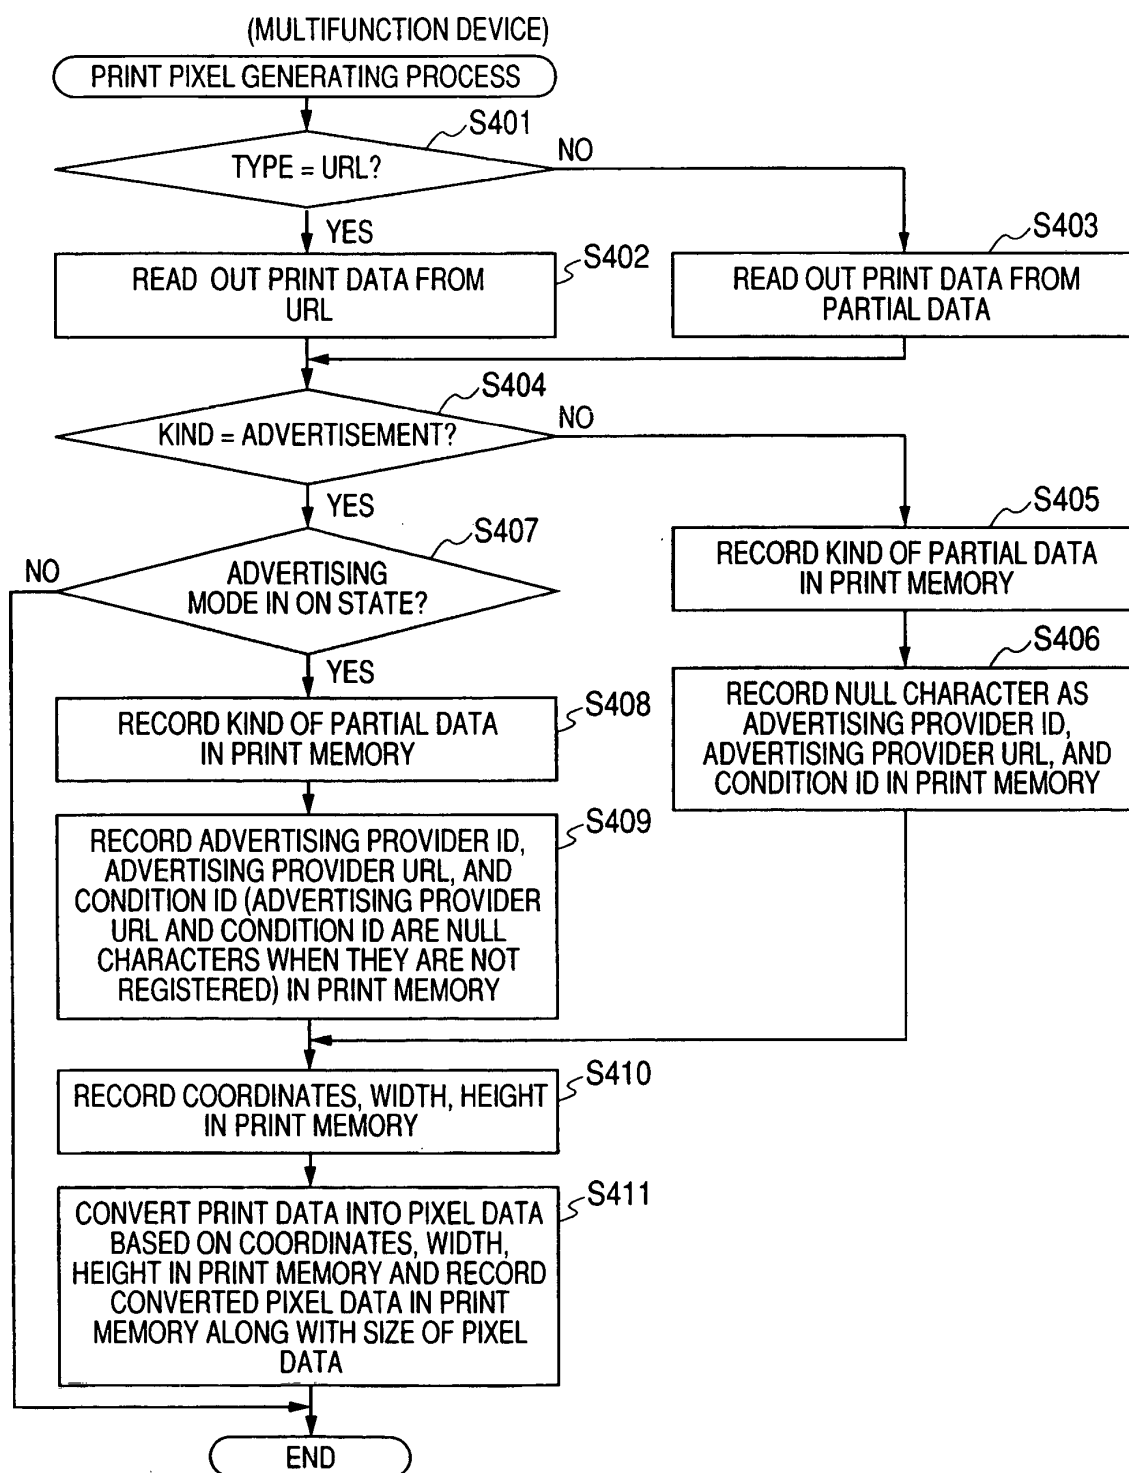 (MULTIFUNCTION DEVICE)
PRINT PIXEL GENERATING PROCESS
S401
TYPE = URL?
NO
YES
S402
READ OUT PRINT DATA FROM
URL
S403
READ OUT PRINT DATA FROM
PARTIAL DATA
S404
KIND = ADVERTISEMENT?
NO
YES
S405
RECORD KIND OF PARTIAL DATA
IN PRINT MEMORY
S406
RECORD NULL CHARACTER AS
ADVERTISING PROVIDER ID,
ADVERTISING PROVIDER URL, AND
CONDITION ID IN PRINT MEMORY
S407
NO
ADVERTISING
MODE IN ON STATE?
YES
S408
RECORD KIND OF PARTIAL DATA
IN PRINT MEMORY
S409
RECORD ADVERTISING PROVIDER ID,
ADVERTISING PROVIDER URL, AND
CONDITION ID (ADVERTISING PROVIDER
URL AND CONDITION ID ARE NULL
CHARACTERS WHEN THEY ARE NOT
REGISTERED) IN PRINT MEMORY
S410
RECORD COORDINATES, WIDTH, HEIGHT
IN PRINT MEMORY
S411
CONVERT PRINT DATA INTO PIXEL DATA
BASED ON COORDINATES, WIDTH,
HEIGHT IN PRINT MEMORY AND RECORD
CONVERTED PIXEL DATA IN PRINT
MEMORY ALONG WITH SIZE OF PIXEL
DATA
END